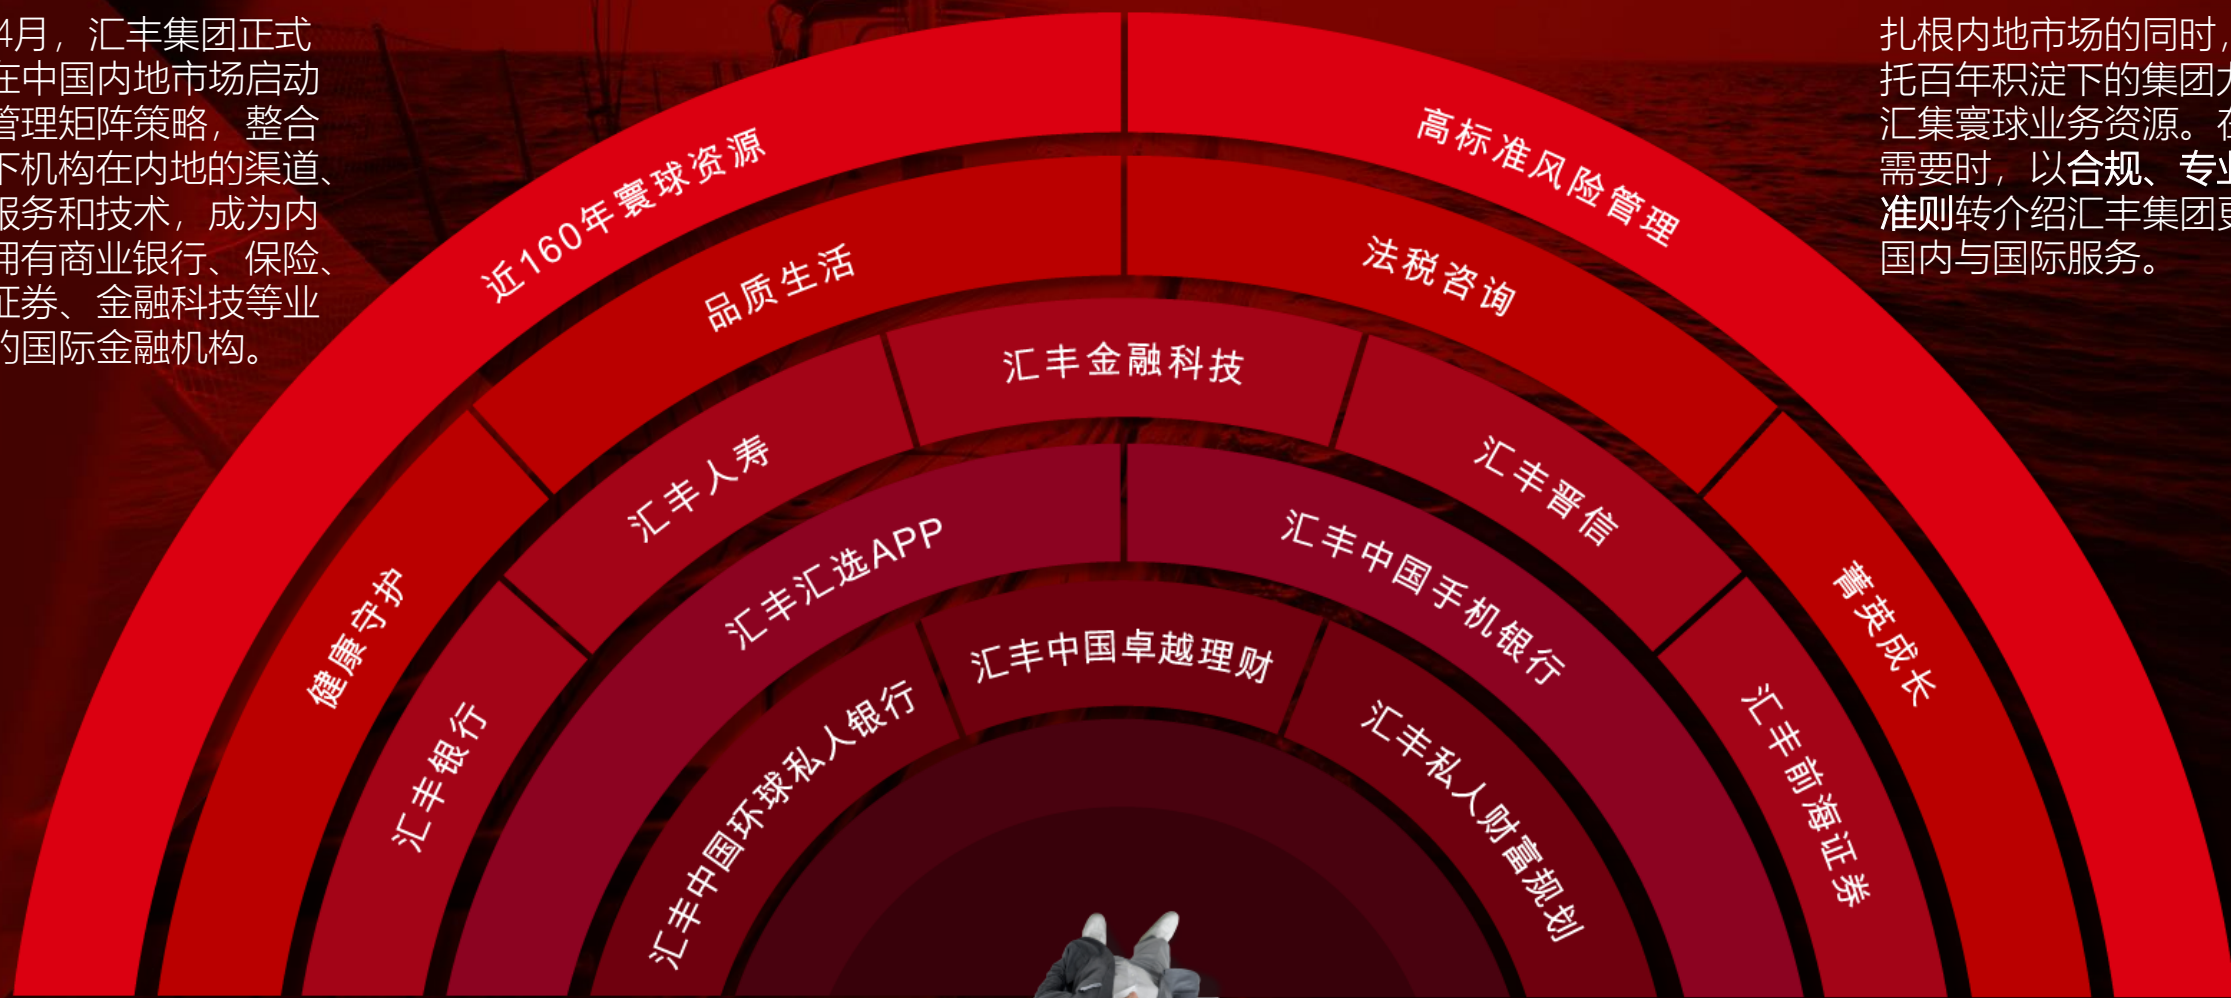 4月，汇丰集团正式
在中国内地市场启动
管理矩阵策略，整合
下机构在内地的渠道、
服务和技术，成为内
拥有商业银行、保险、
证券、金融科技等业
的国际金融机构。
扎根内地市场的同时，
托百年积淀下的集团
汇集寰球业务资源。在
需要时，以合规、专业
准则转介绍汇丰集团更
国内与国际服务。
近160年寰球资源
高标准风险管理
健康守护
品质生活
法税咨询
菁英成长
汇丰银行
汇丰人寿
汇丰金融科技
汇丰晋信
汇丰前海证券
汇丰汇选APP
汇丰中国手机银行
汇丰中国环球私人银行
汇丰中国卓越理财
汇丰私人财富规划